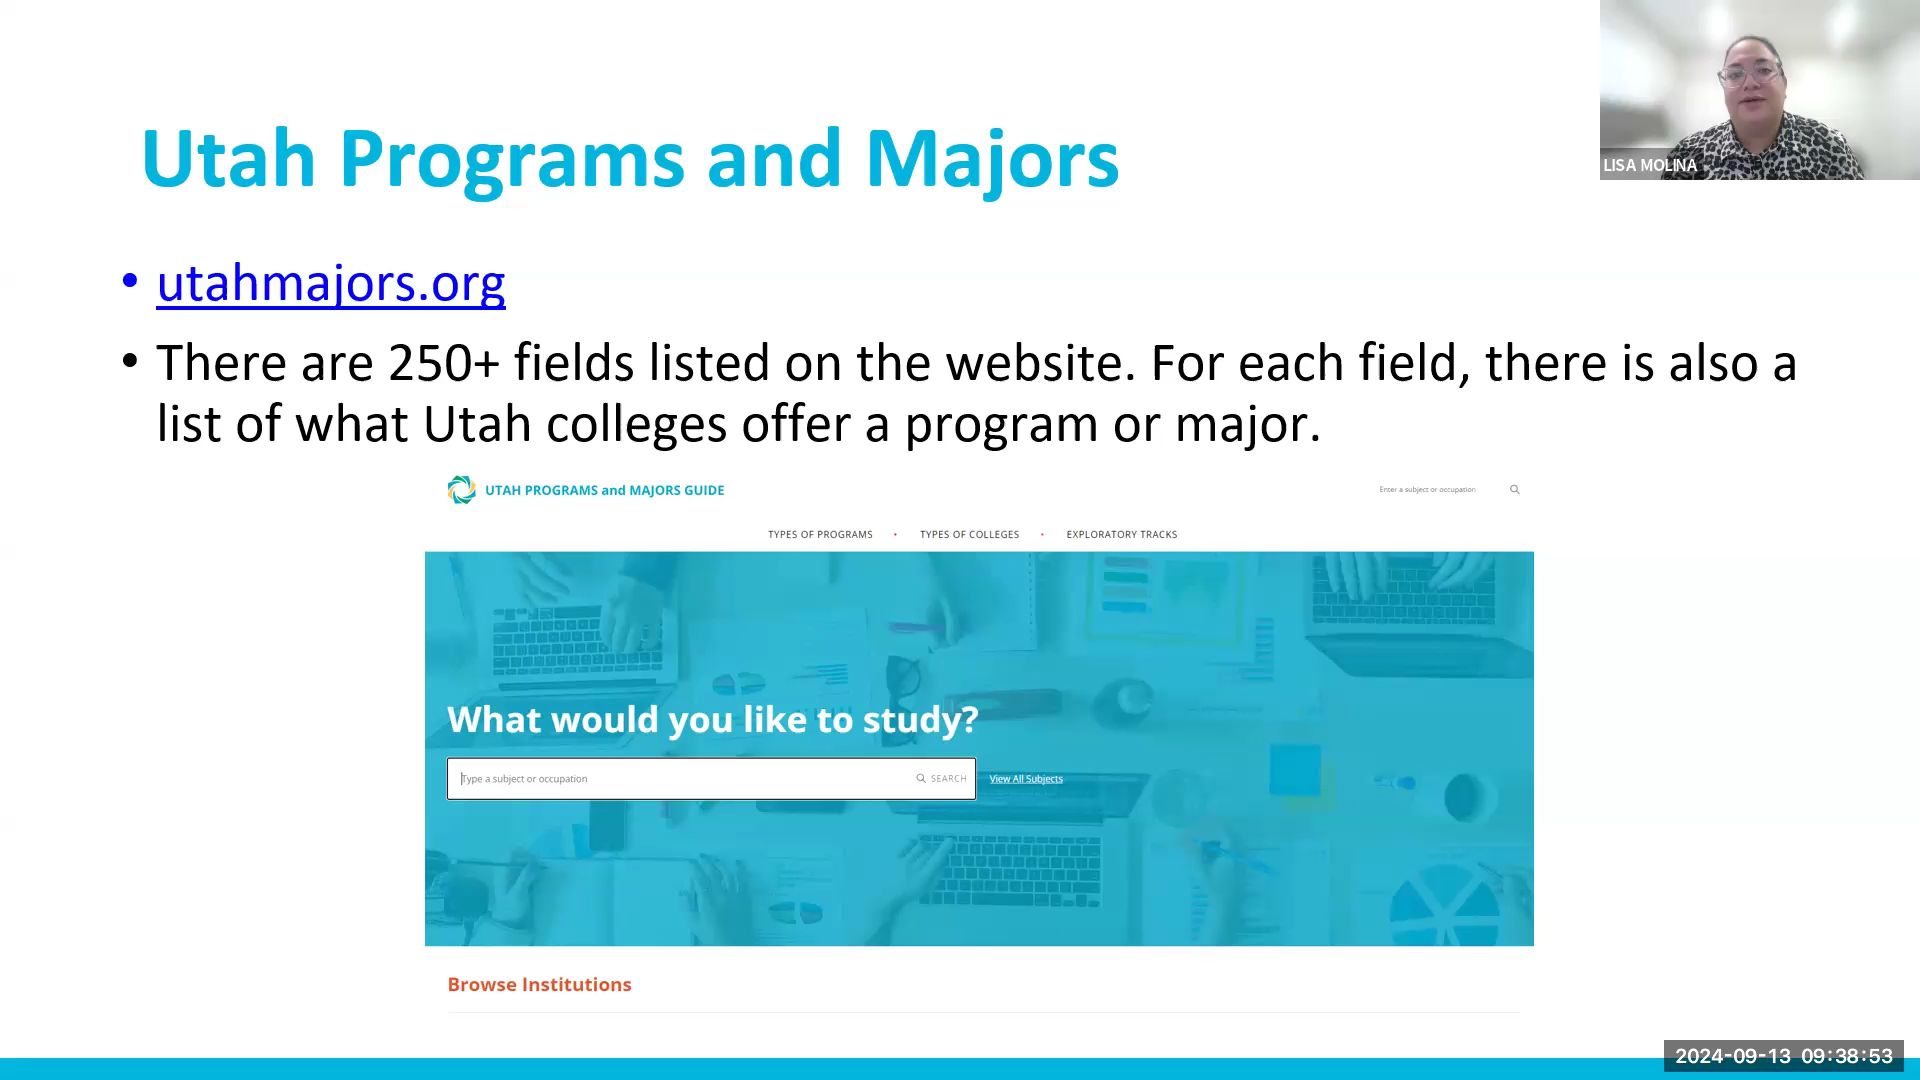 Utah Programs and Majors
LISA MOLINA
• utahmajors.org
• There are 250+ fields listed on the website. For each field, there is also a
list of what Utah colleges offer a program or major.
UTAH PROGRAMS and MAJORS GUIDE
Enter a subject or occupation
TYPES OF PROGRAMS • TYPES OF COLLEGES • EXPLORATORY TRACKS
What would you like to study?
Type a subject or occupation SEARCH View All Subjects
Browse Institutions
2024-09-13 09:38:53